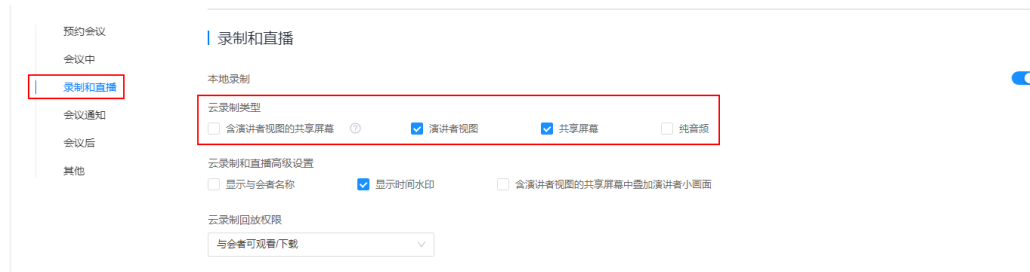 预约会议
会议中
录制和直播
会议通知
会议后
其他
录制和直播
本地录制
云录制类型
含演讲者视图的共享屏幕 ? 演讲者视图 共享屏幕 纯音频
云录制和直播高级设置
显示与会者名称 显示时间水印 含演讲者视图的共享屏幕中叠加演讲者小画面
云录制回放权限
与会者可观看/下载